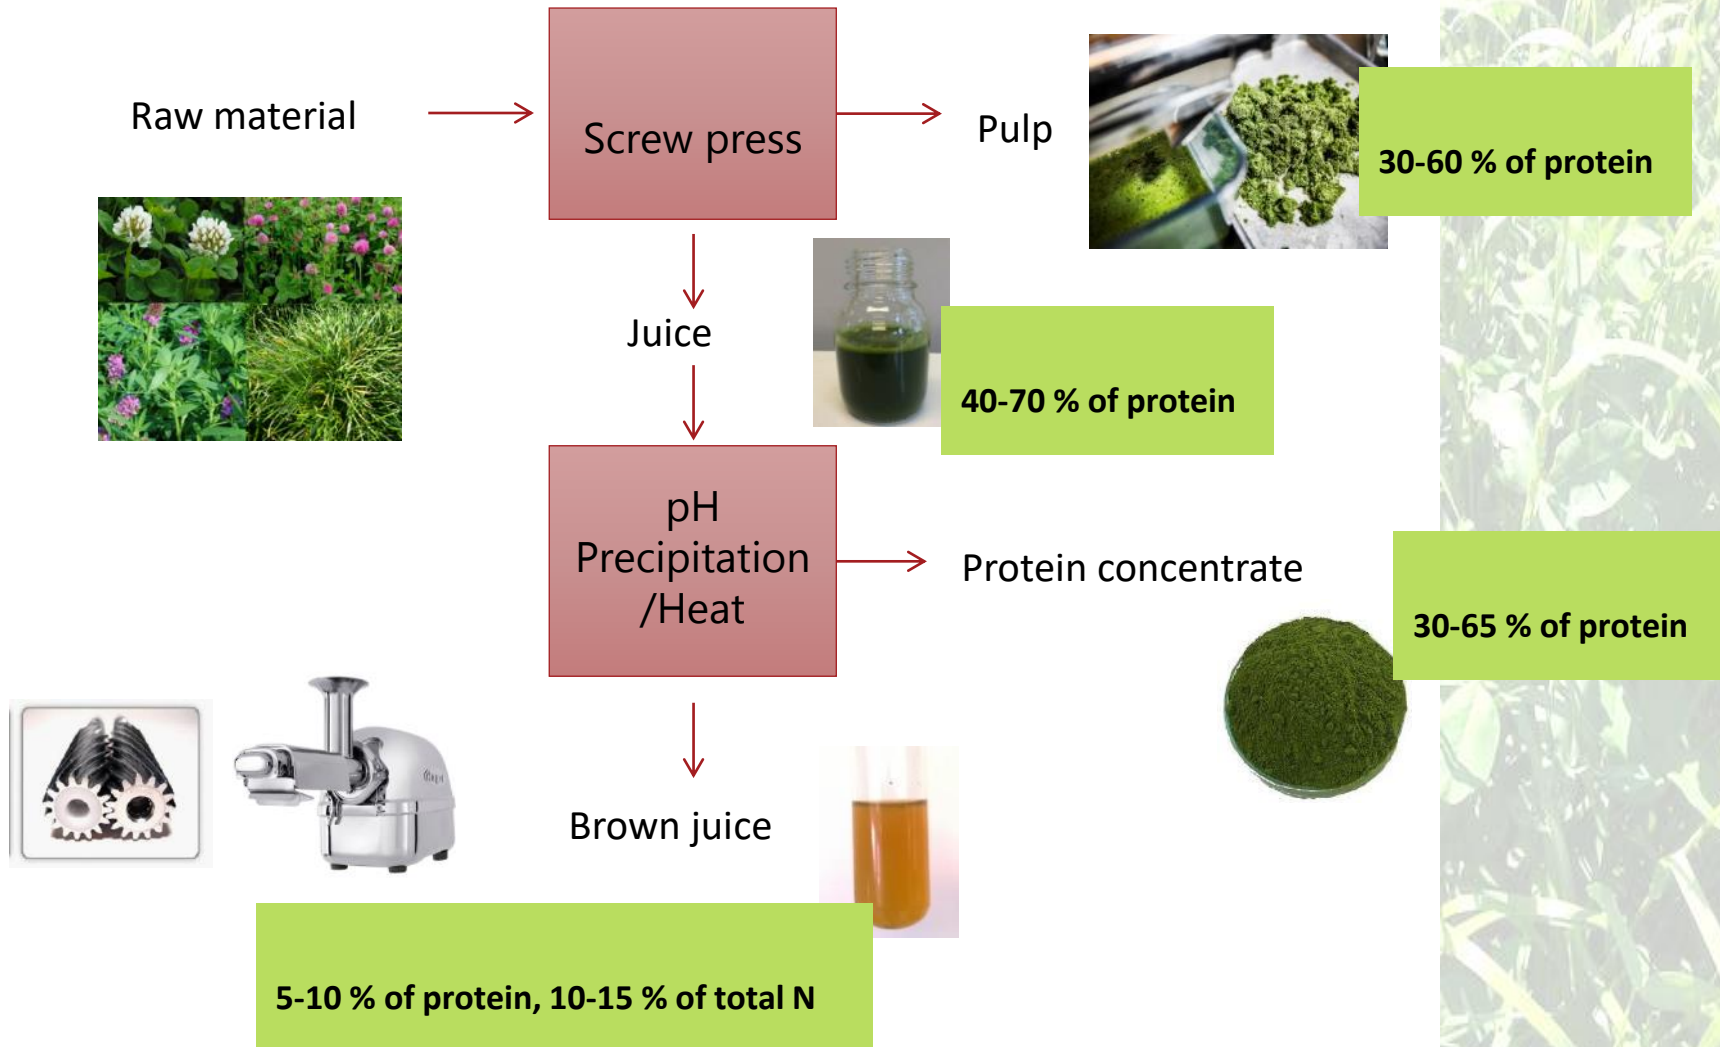 Raw material
Screw press
Pulp
30-60 % of protein
Juice
40-70 % of protein
pH
Precipitation
/Heat
Protein concentrate
30-65 % of protein
Brown juice
5-10 % of protein, 10-15 % of total N